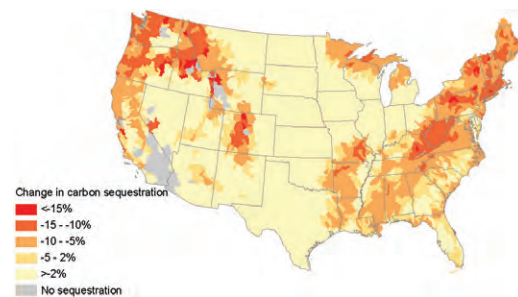 Change in carbon sequestration
<-15%
-15 - -10%
-10 - -5%
-5 - 2%
>-2%
No sequestration